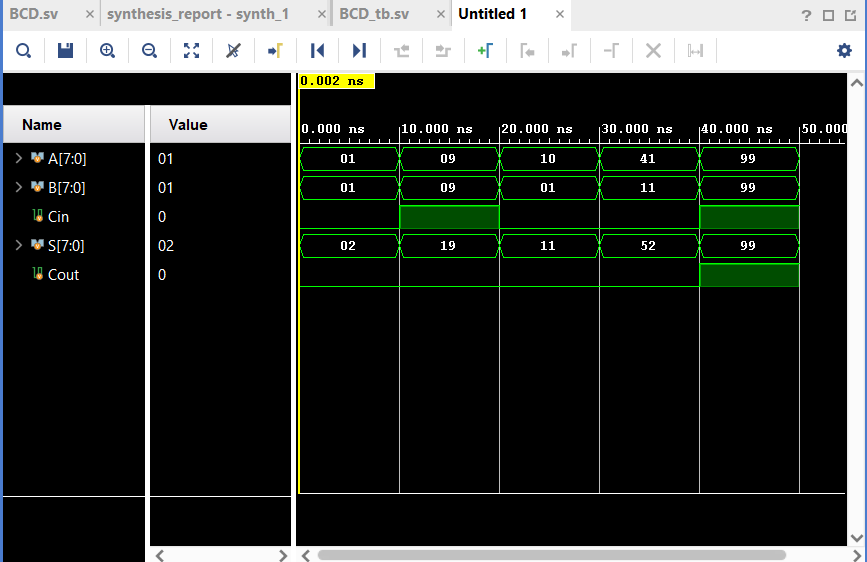 BCD.sv × synthesis_report - synth_1 × BCD_tb.sv × Untitled 1 × ?
0.002 ns
Name Value
0.000 ns 10.000 ns 20.000 ns 30.000 ns 40.000 ns 50.000
A[7:0] 01 01 09 10 41 99
B[7:0] 01 01 09 01 11 99
Cin 0
S[7:0] 02 02 19 11 52 99
Cout 0